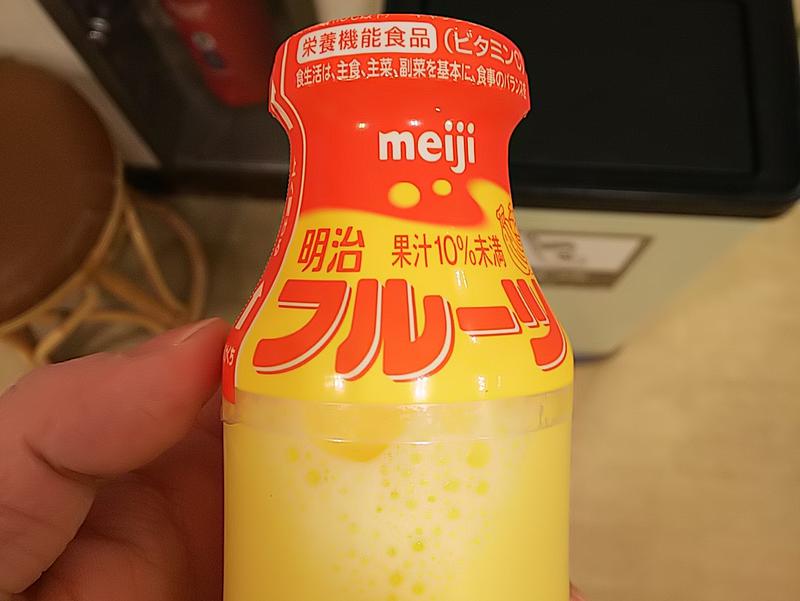 栄養機能食品 (ビタミンC)
食生活は、主食、主菜、副菜を基本に、食事のバランスを
meiji
明治 果汁10%未満
フルーツ